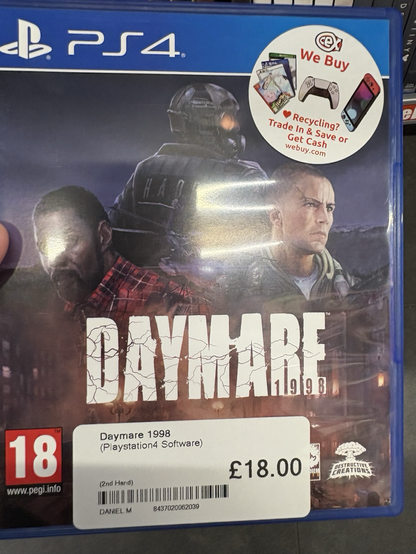 PS4
CeX
We Buy
Recycling?
Trade In & Save or
Get Cash
webuy.com
DAYMARE
1998
18
www.pegi.info
Daymare 1998
(Playstation4 Software)
£18.00
(2nd Hand)
DANIEL M 8437020062039
DESTRUCTIVE
CREATIONS